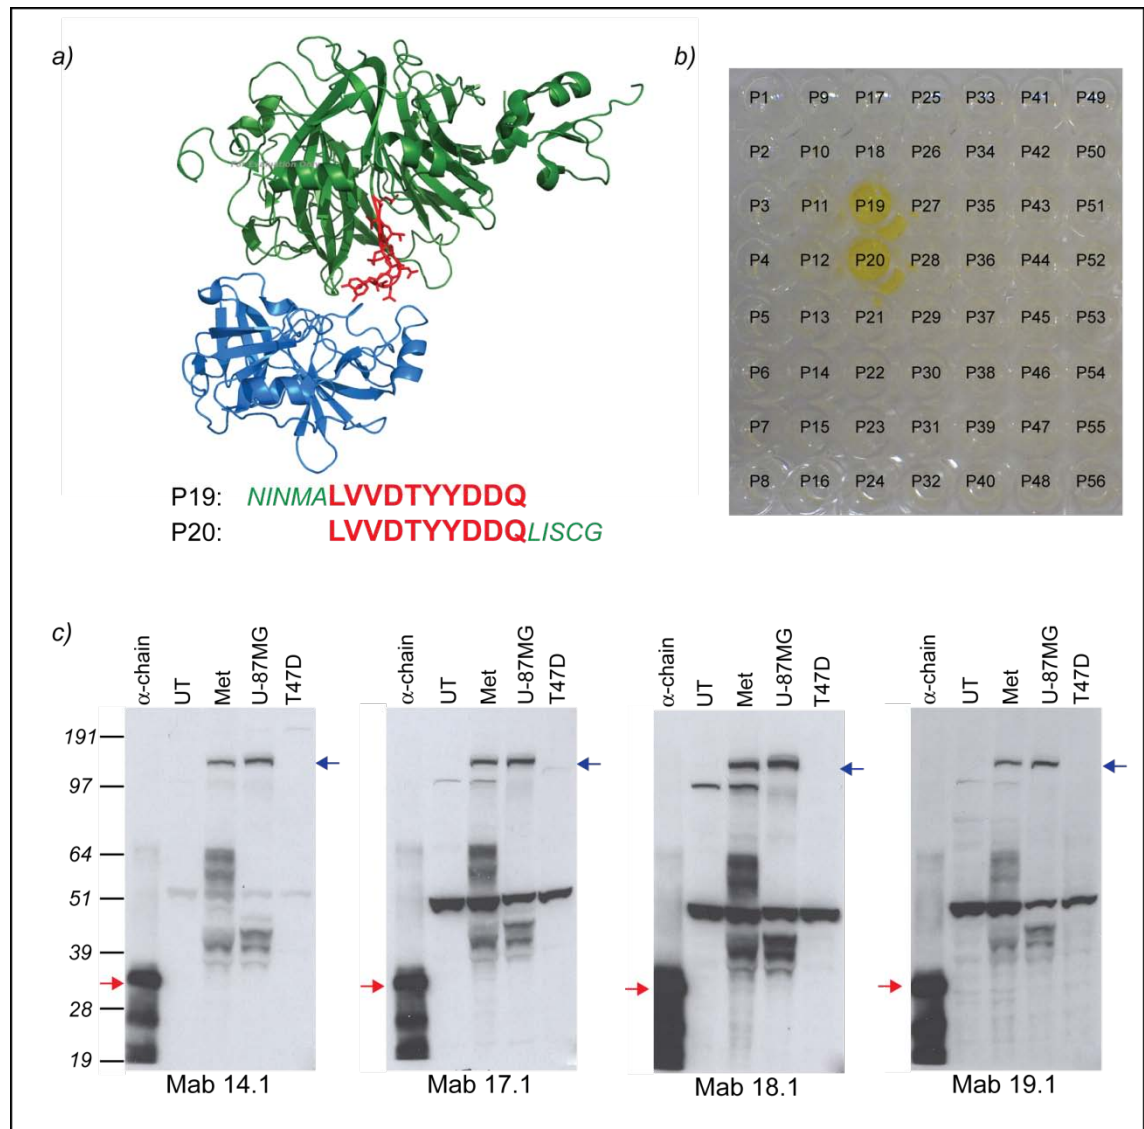 a)
P19: NINMALVVDTYYDDQ
P20: LVVDTYYDDQLISCG
b)
P1 P9 P17 P25 P33 P41 P49
P2 P10 P18 P26 P34 P42 P50
P3 P11 P19 P27 P35 P43 P51
P4 P12 P20 P28 P36 P44 P52
P5 P13 P21 P29 P37 P45 P53
P6 P14 P22 P30 P38 P46 P54
P7 P15 P23 P31 P39 P47 P55
P8 P16 P24 P32 P40 P48 P56
c)
α-chain UT Met U-87MG T47D
α-chain UT Met U-87MG T47D
α-chain UT Met U-87MG T47D
α-chain UT Met U-87MG T47D
191
97
64
51
39
28
19
Mab 14.1
Mab 17.1
Mab 18.1
Mab 19.1